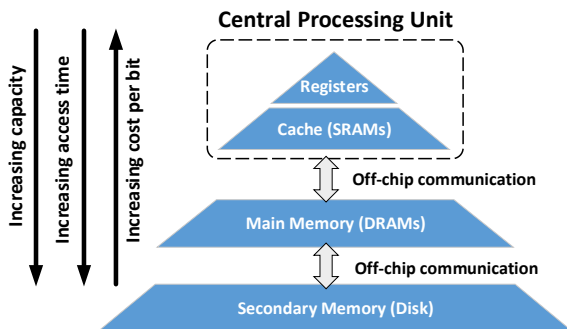 Central Processing Unit
Increasing capacity
Increasing access time
Increasing cost per bit
Registers
Cache (SRAMs)
Off-chip communication
Main Memory (DRAMs)
Off-chip communication
Secondary Memory (Disk)